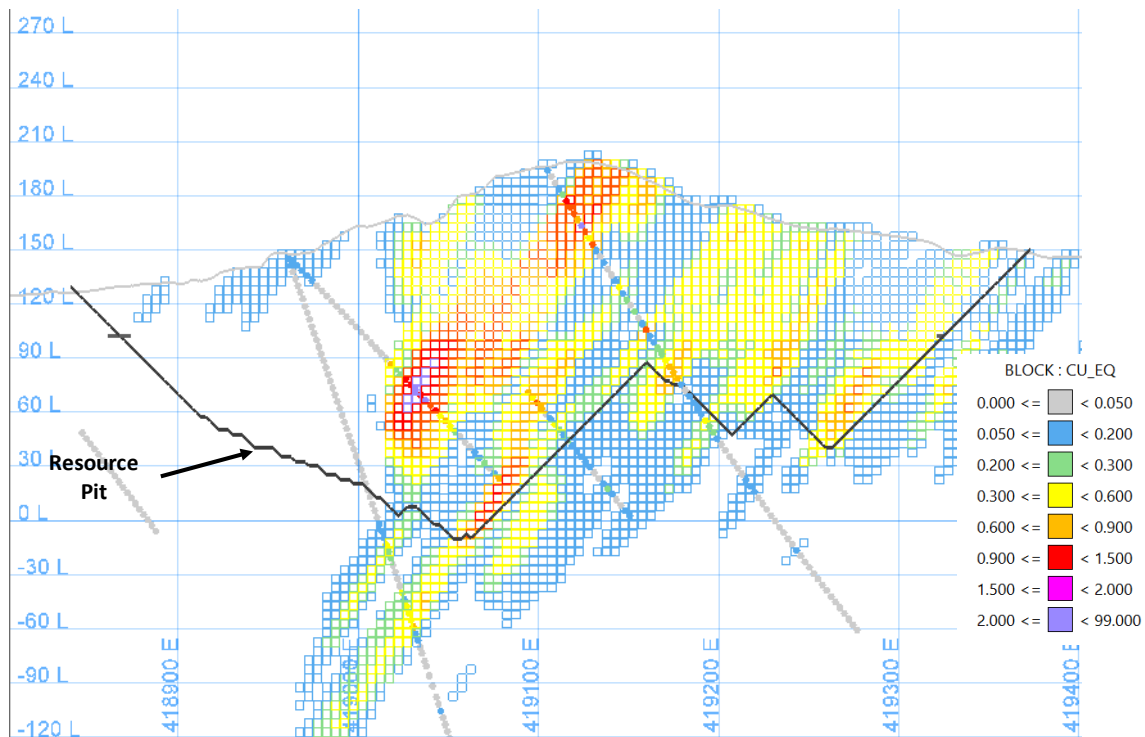 270 L
240 L
210 L
180 L
150 L
120 L
90 L
60 L
30 L
0 L
-30 L
-60 L
-90 L
-120 L
Resource
Pit
418900 E
419100 E
419200 E
419300 E
419400 E
BLOCK : CU_EQ
0.000 <= < 0.050
0.050 <= < 0.200
0.200 <= < 0.300
0.300 <= < 0.600
0.600 <= < 0.900
0.900 <= < 1.500
1.500 <= < 2.000
2.000 <= < 99.000